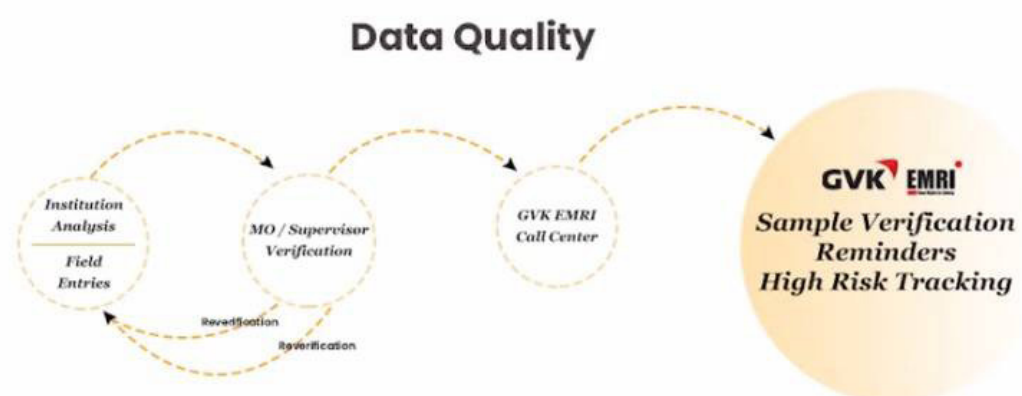 Data Quality
Institution
Analysis
Field
Entries
MO / Supervisor
Verification
Reverification
Reverification
GVK EMRI
Call Center
GVK EMRI
Sample Verification
Reminders
High Risk Tracking